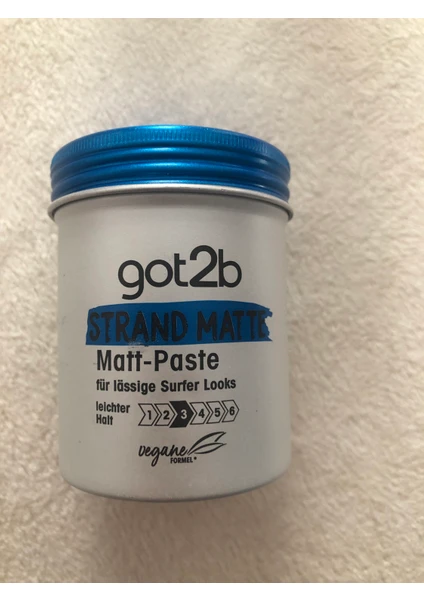 got2b
STRAND MATTE
Matt-Paste
für lässige Surfer Looks
leichter
Halt
1 2 3 4 5 6
Vegane
FORMEL*